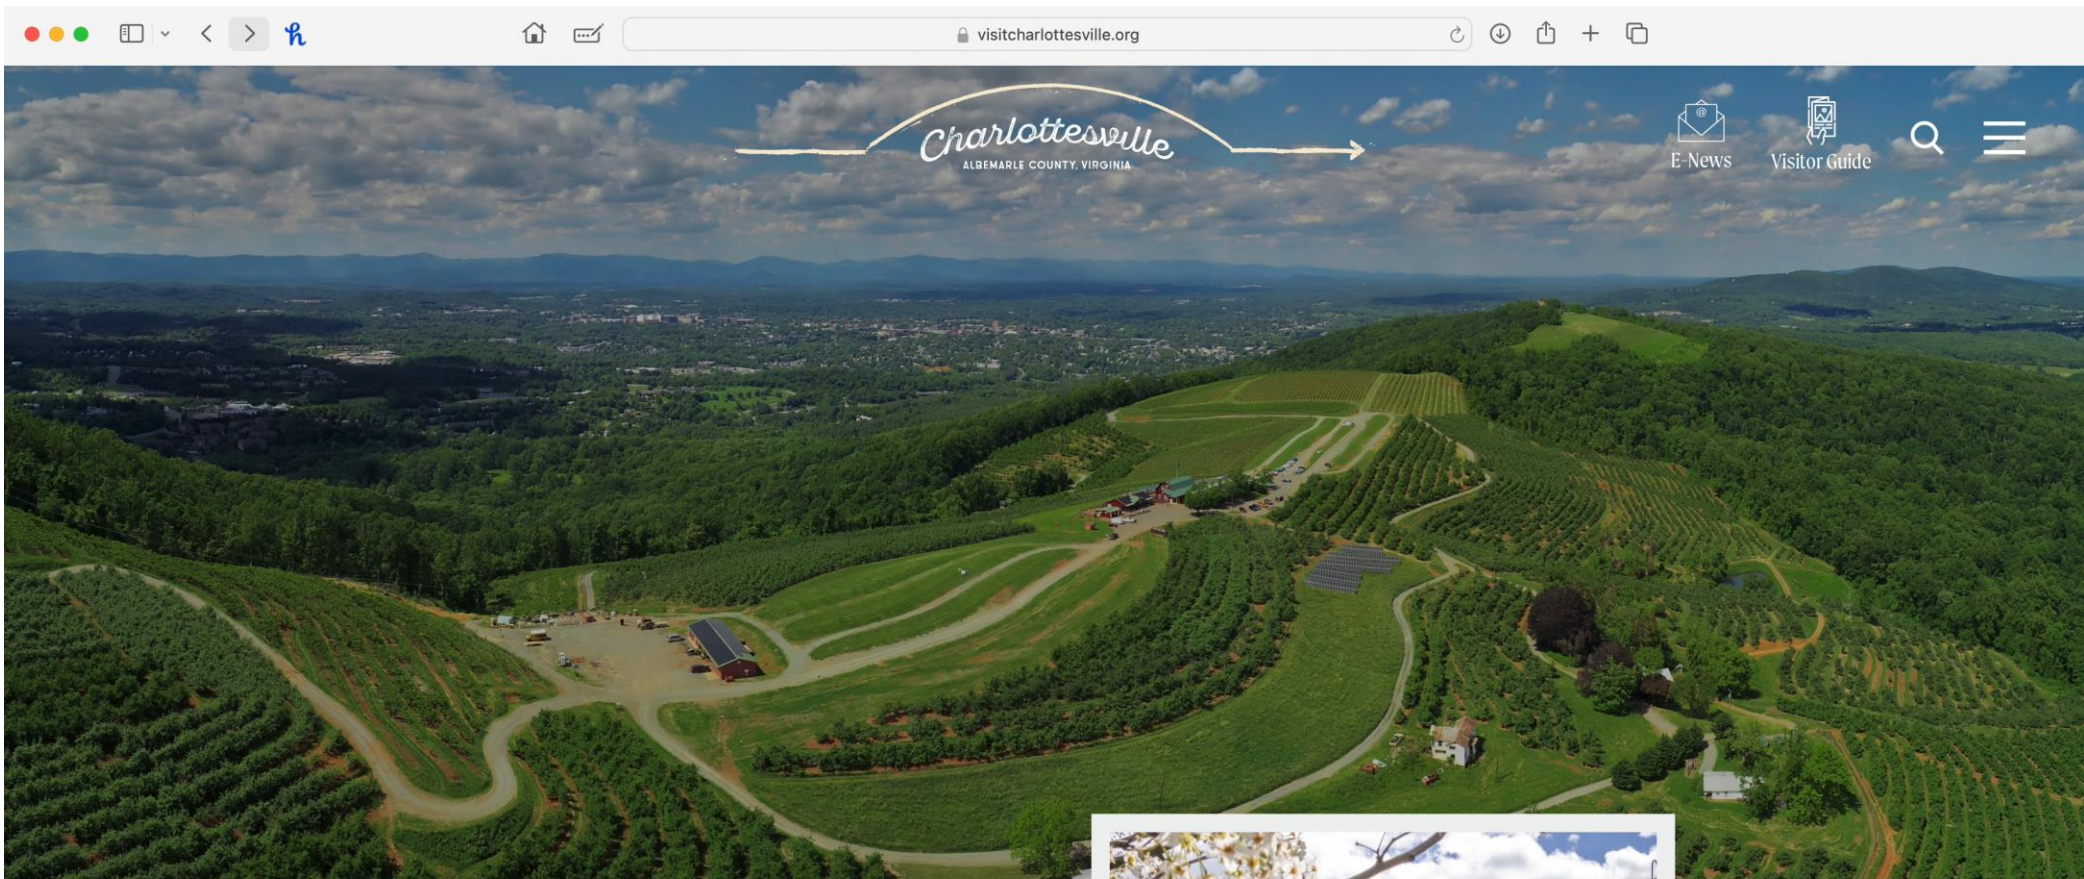 visitcharlottesville.org
Charlottesville
ALBEMARLE COUNTY, VIRGINIA
E-News
Visitor Guide